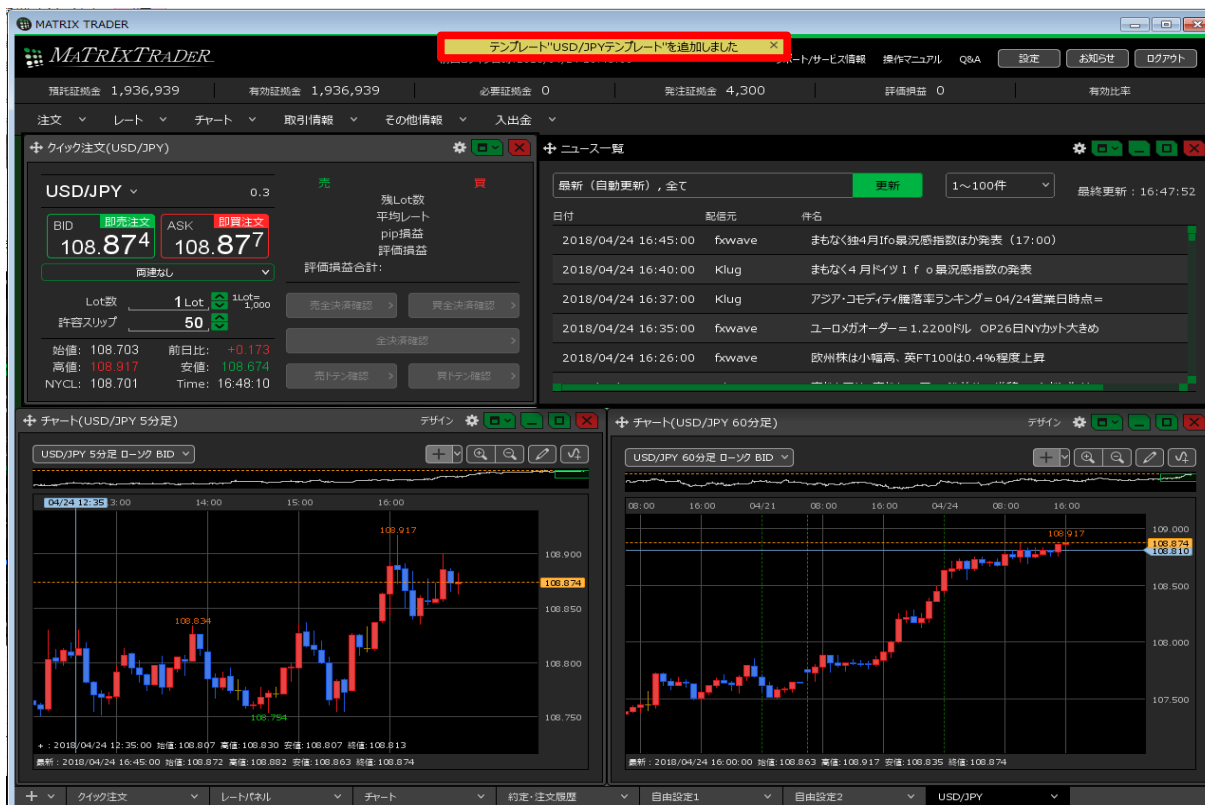 MATRIX TRADER
テンプレート"USD/JPYテンプレート"を追加しました ×
MATRIXTRADER
ポート/サービス情報 操作マニュアル Q&A 設定 お知らせ ログアウト
預託証拠金 1,936,939 有効証拠金 1,936,939 必要証拠金 0 発注証拠金 4,300 評価損益 0 有効比率
注文 レート チャート 取引情報 その他情報 入出金
クイック注文(USD/JPY)
USD/JPY 0.3
BID 即売注文 ASK 即買注文
108.874 108.877
両建なし
Lot数 1 Lot 1Lot= 1,000
許容スリップ 50
始値: 108.703 前日比: +0.173
高値: 108.917 安値: 108.674
NYCL: 108.701 Time: 16:48:10
売 買
残Lot数
平均レート
pip損益
評価損益
評価損益合計:
売全決済確認 買全決済確認
全決済確認
売トテン確認 買トテン確認
ニュース一覧
最新（自動更新）, 全て 更新 1～100件 最終更新 : 16:47:52
日付 配信元 件名
2018/04/24 16:45:00 fxwave まもなく独4月Ifo景況感指数ほか発表（17:00）
2018/04/24 16:40:00 Klug まもなく4月ドイツＩｆｏ景況感指数の発表
2018/04/24 16:37:00 Klug アジア・コモディティ騰落率ランキング＝04/24営業日時点＝
2018/04/24 16:35:00 fxwave ユーロメガオーダー＝1.2200ドル OP26日NYカット大きめ
2018/04/24 16:26:00 fxwave 欧州株は小幅高、英FT100は0.4%程度上昇
チャート(USD/JPY 5分足) デザイン
USD/JPY 5分足 ローソク BID
04/24 12:35 3:00 14:00 15:00 16:00
108.917
108.900
108.874
108.850
108.834
108.800
108.754
108.750
+ : 2018/04/24 12:35:00 始値:108.807 高値:108.830 安値:108.807 終値:108.813
最新 : 2018/04/24 16:45:00 始値:108.872 高値:108.882 安値:108.863 終値:108.874
チャート(USD/JPY 60分足) デザイン
USD/JPY 60分足 ローソク BID
08:00 16:00 04/21 08:00 16:00 04/24 08:00 16:00
108.917
109.000
108.874
108.810
108.500
108.000
107.500
最新 : 2018/04/24 16:00:00 始値:108.863 高値:108.917 安値:108.835 終値:108.874
クイック注文 レートパネル チャート 約定・注文履歴 自由設定1 自由設定2 USD/JPY